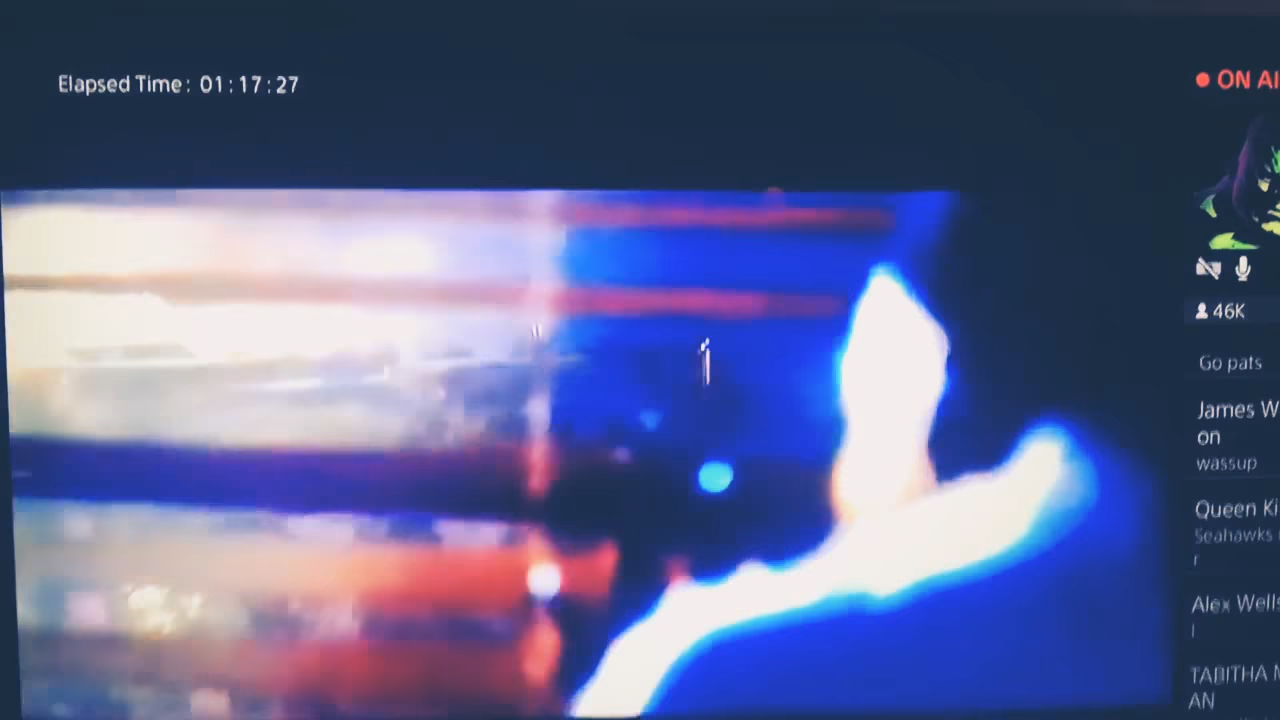 Elapsed Time: 01:17:27
ON AI
46K
Go pats
James W
on
wassup
Queen Ki
Seahawks
r
Alex Wells
l
TABITHA M
AN